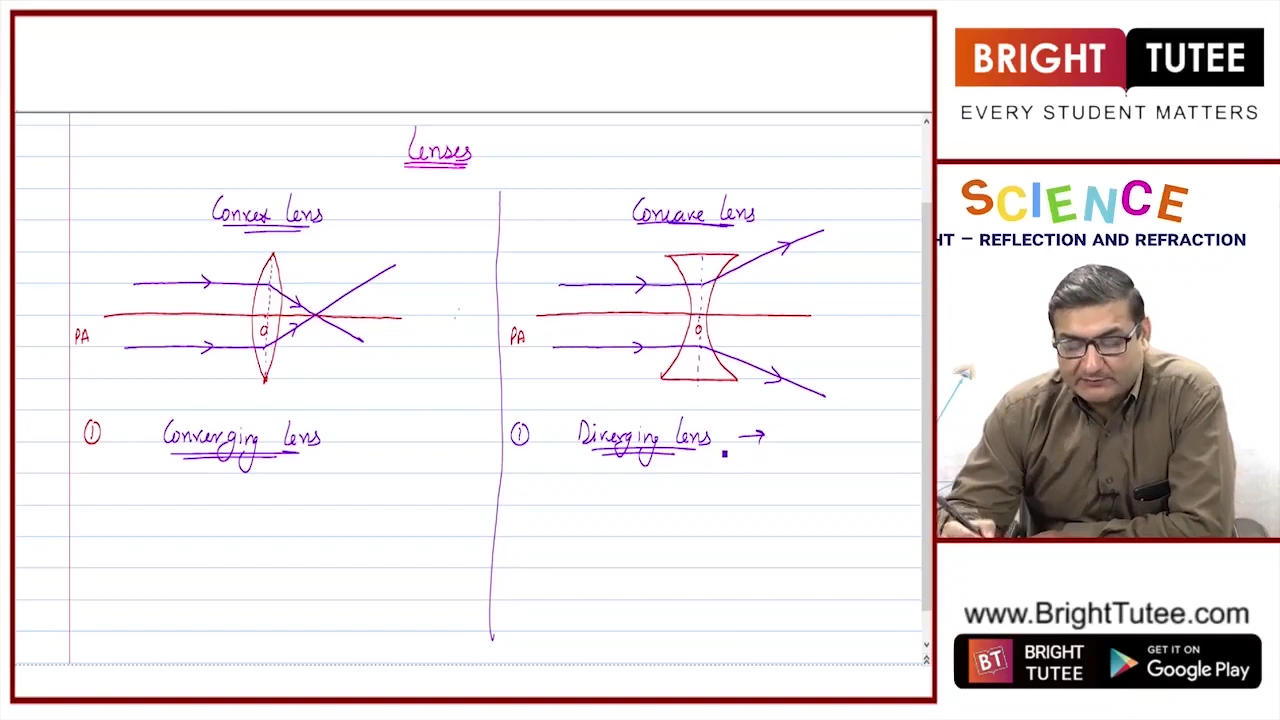 Lenses
Convex lens
PA
O
① Converging lens
Concave lens
PA
O
① Diverging lens →
BRIGHT TUTEE
EVERY STUDENT MATTERS
SCIENCE
HT – REFLECTION AND REFRACTION
www.BrightTutee.com
BT
BRIGHT
TUTEE
GET IT ON
Google Play